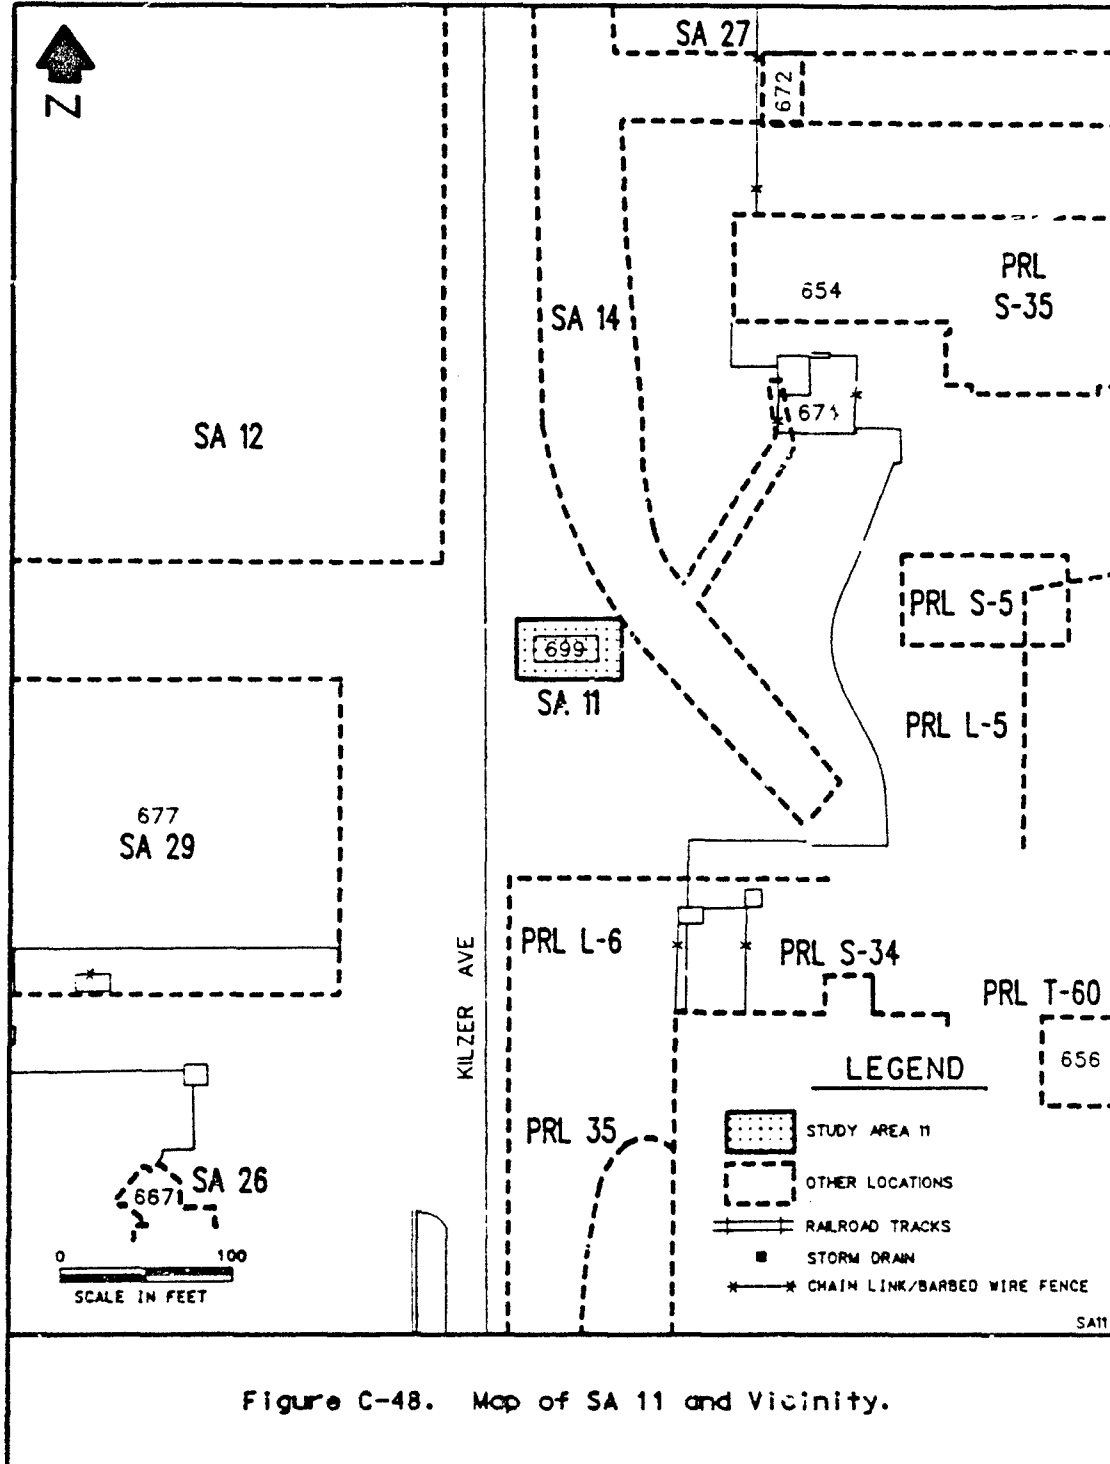 SA 27
N
672
PRL
S-35
654
SA 14
SA 12
671
PRL S-5
699
SA 11
PRL L-5
677
SA 29
KILZER AVE
PRL L-6
PRL S-34
PRL T-60
656
LEGEND
PRL 35
STUDY AREA 11
SA 26
667
OTHER LOCATIONS
RAILROAD TRACKS
0 100
STORM DRAIN
SCALE IN FEET
CHAIN LINK/BARBED WIRE FENCE
SA11
Figure C-48. Map of SA 11 and Vicinity.